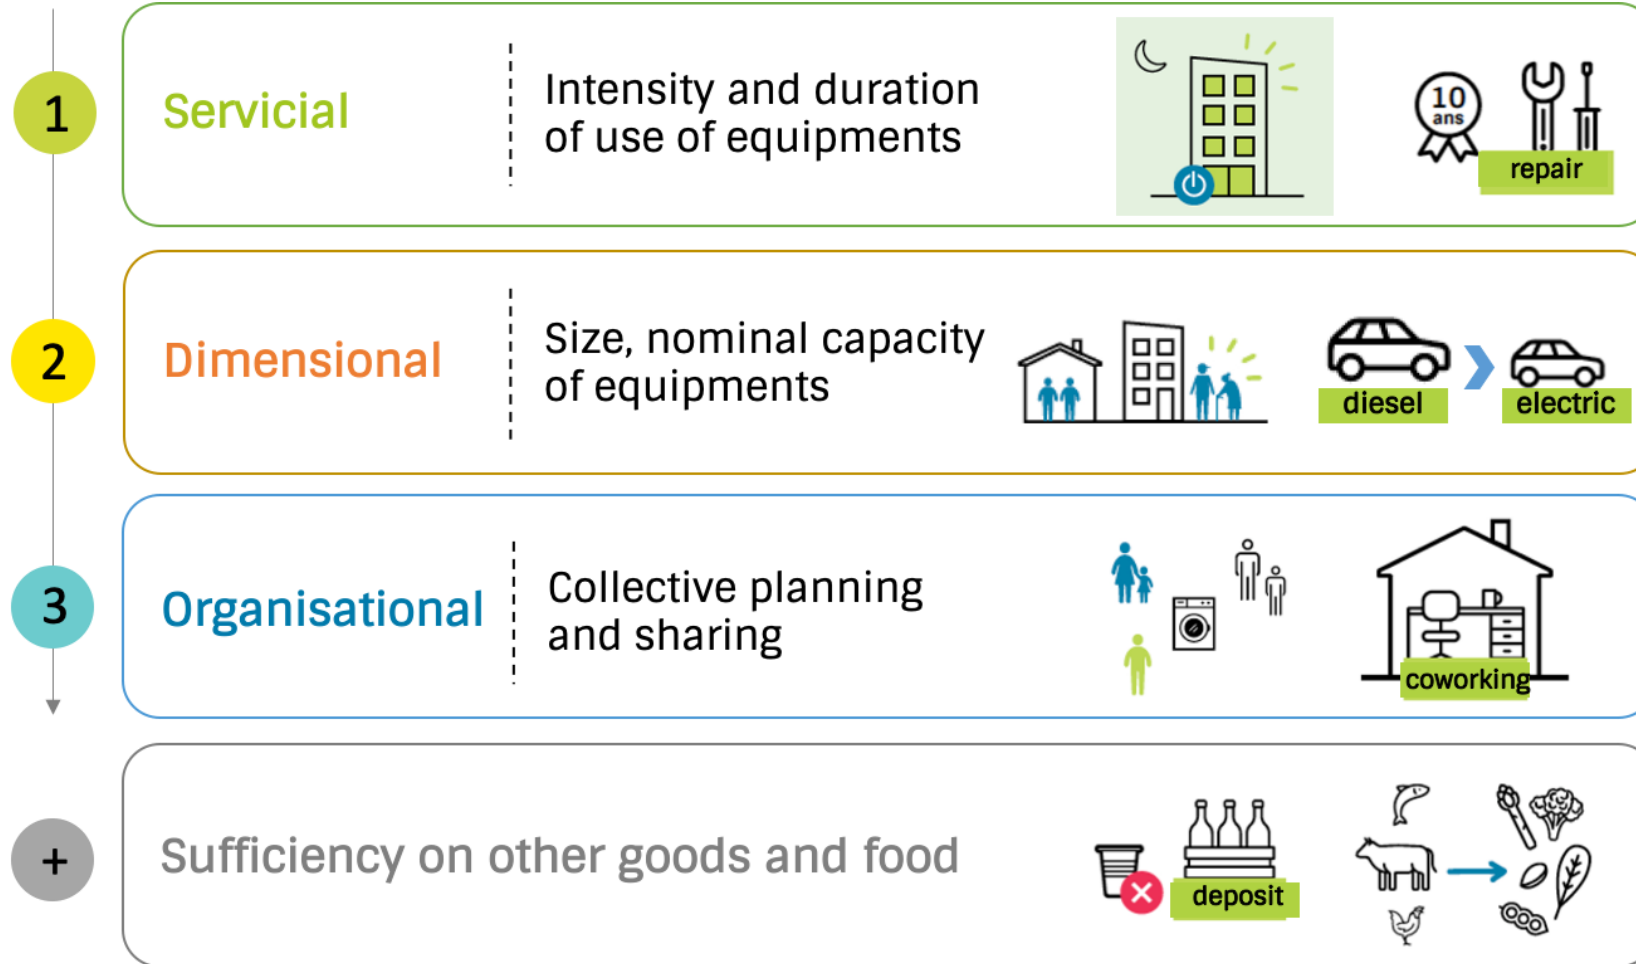 1
Servicial
Intensity and duration
of use of equipments
10
ans
repair
2
Dimensional
Size, nominal capacity
of equipments
diesel
electric
3
Organisational
Collective planning
and sharing
coworking
+
Sufficiency on other goods and food
deposit